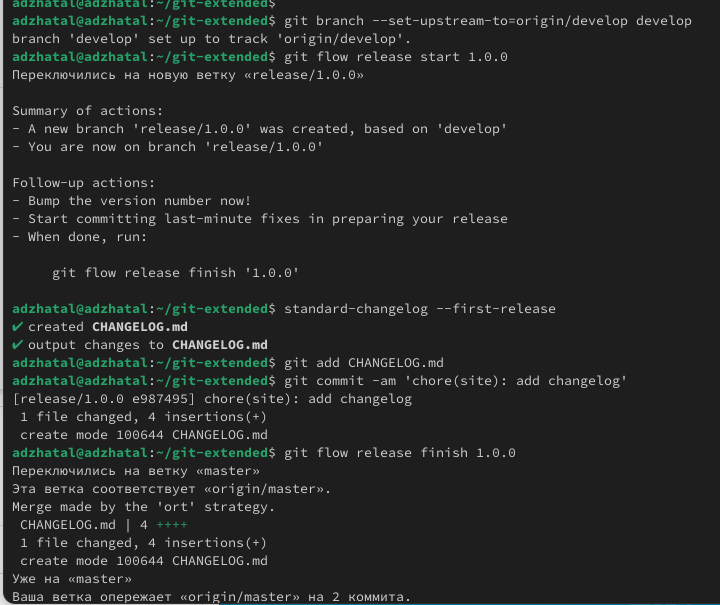 adzhatal@adzhatal:~/git-extended$
adzhatal@adzhatal:~/git-extended$ git branch --set-upstream-to=origin/develop develop
branch 'develop' set up to track 'origin/develop'.
adzhatal@adzhatal:~/git-extended$ git flow release start 1.0.0
Переключились на новую ветку «release/1.0.0»

Summary of actions:
- A new branch 'release/1.0.0' was created, based on 'develop'
- You are now on branch 'release/1.0.0'

Follow-up actions:
- Bump the version number now!
- Start committing last-minute fixes in preparing your release
- When done, run:

     git flow release finish '1.0.0'

adzhatal@adzhatal:~/git-extended$ standard-changelog --first-release
✔ created CHANGELOG.md
✔ output changes to CHANGELOG.md
adzhatal@adzhatal:~/git-extended$ git add CHANGELOG.md
adzhatal@adzhatal:~/git-extended$ git commit -am 'chore(site): add changelog'
[release/1.0.0 e987495] chore(site): add changelog
 1 file changed, 4 insertions(+)
 create mode 100644 CHANGELOG.md
adzhatal@adzhatal:~/git-extended$ git flow release finish 1.0.0
Переключились на ветку «master»
Эта ветка соответствует «origin/master».
Merge made by the 'ort' strategy.
 CHANGELOG.md | 4 ++++
 1 file changed, 4 insertions(+)
 create mode 100644 CHANGELOG.md
Уже на «master»
Ваша ветка опережает «origin/master» на 2 коммита.